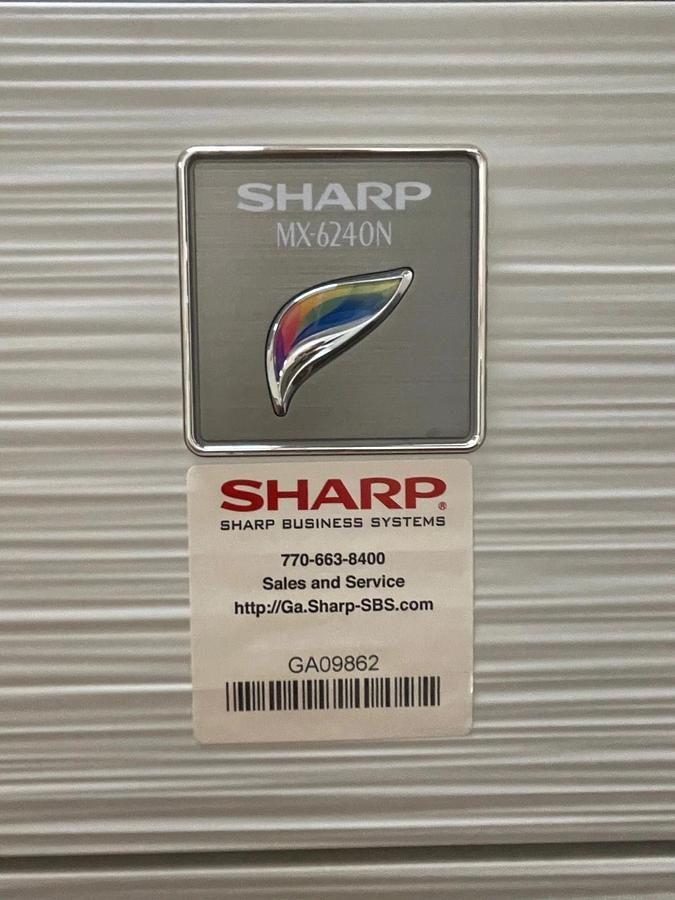 SHARP
MX-6240N
SHARP®
SHARP BUSINESS SYSTEMS
770-663-8400
Sales and Service
http://Ga.Sharp-SBS.com
GA09862